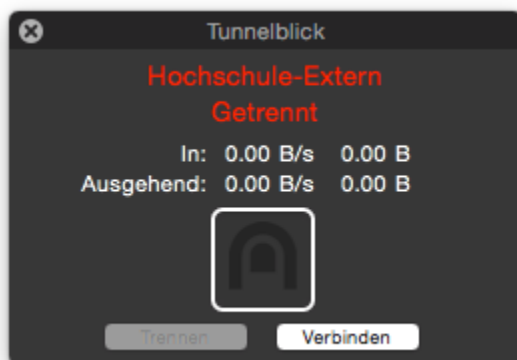 Tunnelblick
Hochschule-Extern
Getrennt
In: 0.00 B/s 0.00 B
Ausgehend: 0.00 B/s 0.00 B
Trennen Verbinden